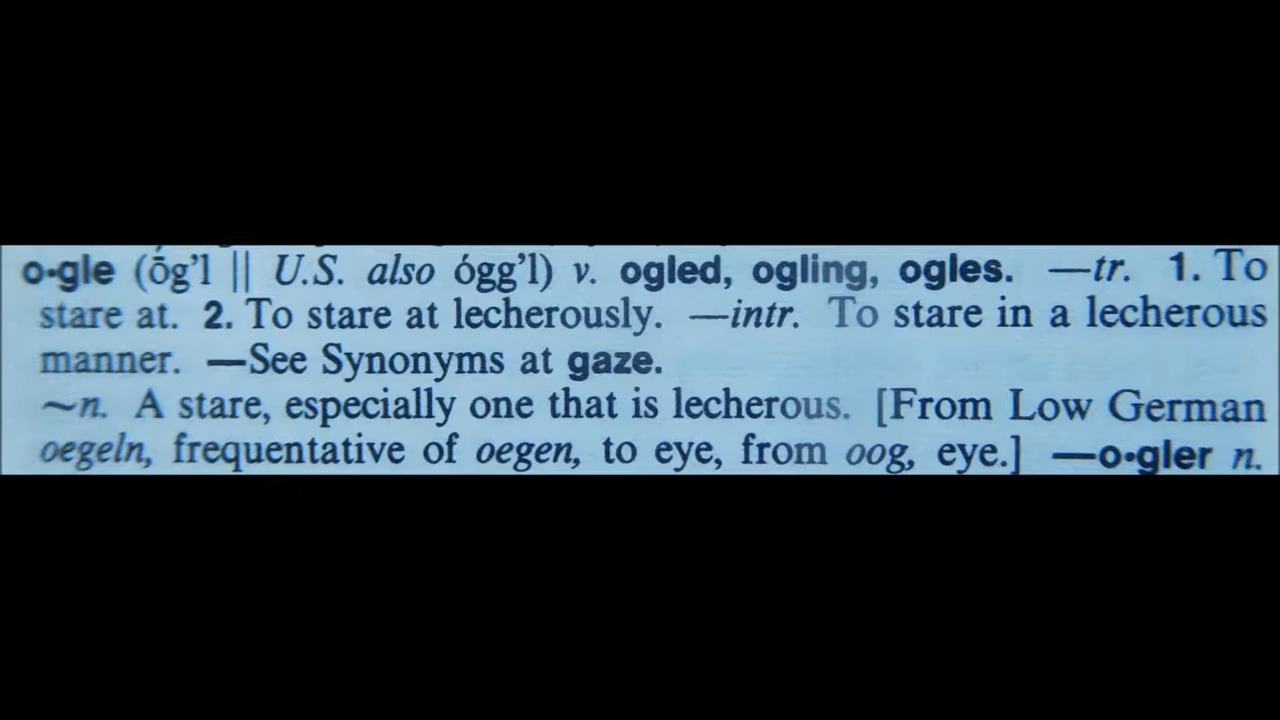 o•gle (ṓg’l || U.S. also ógg’l) v. ogled, ogling, ogles. —tr. 1. To
stare at. 2. To stare at lecherously. —intr. To stare in a lecherous
manner. —See Synonyms at gaze.
~n. A stare, especially one that is lecherous. [From Low German
oegeln, frequentative of oegen, to eye, from oog, eye.] —o•gler n.